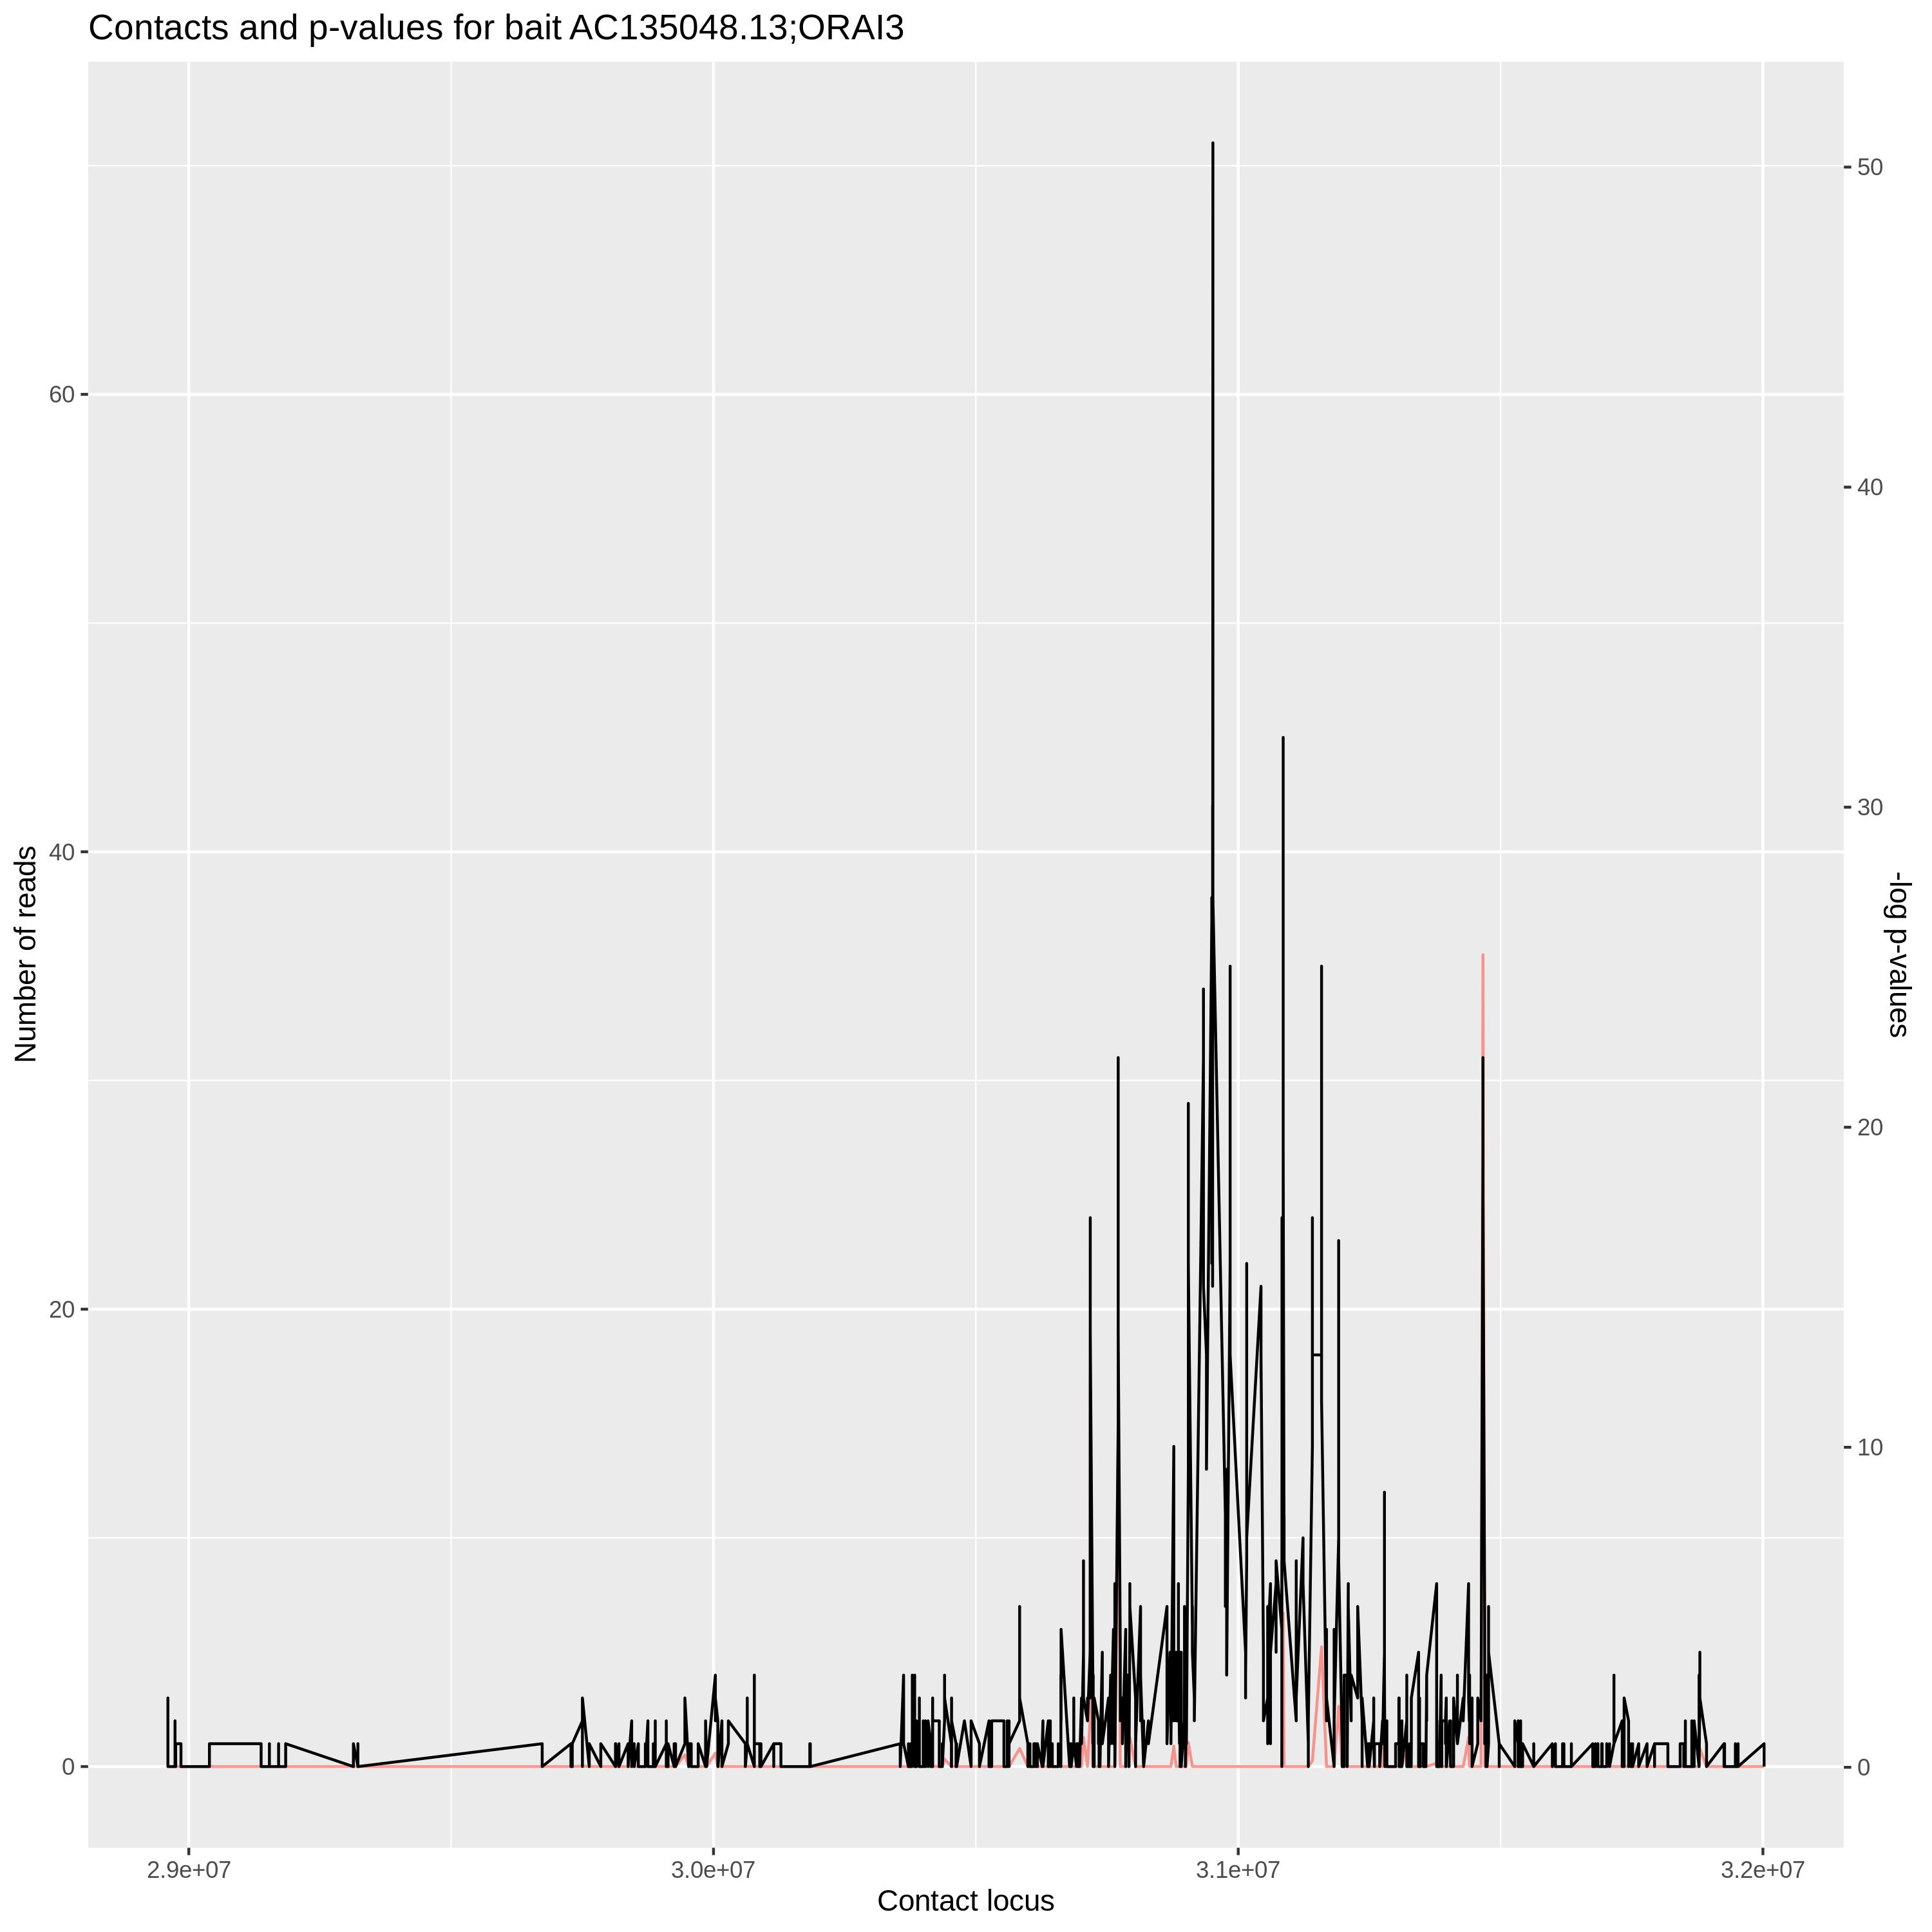 Contacts and p-values for bait AC135048.13;ORAI3
60
40
20
0
Number of reads
50
40
30
20
10
0
-log p-values
2.9e+07 3.0e+07 3.1e+07 3.2e+07
Contact locus